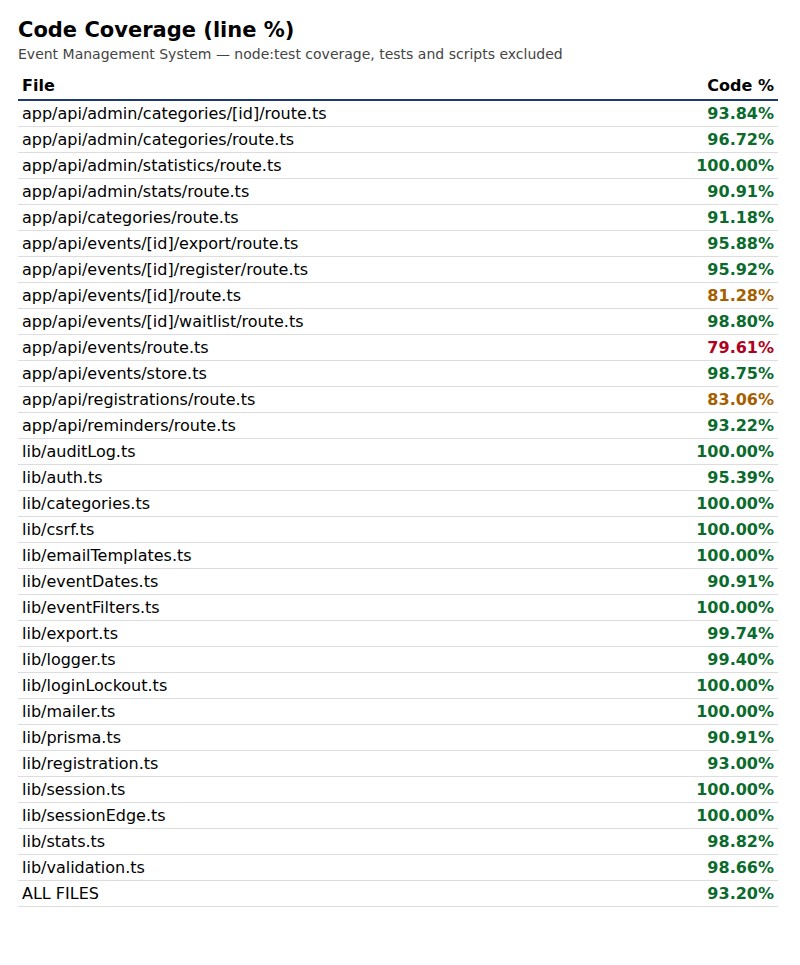 Code Coverage (line %)
Event Management System — node:test coverage, tests and scripts excluded
File Code %
app/api/admin/categories/[id]/route.ts 93.84%
app/api/admin/categories/route.ts 96.72%
app/api/admin/statistics/route.ts 100.00%
app/api/admin/stats/route.ts 90.91%
app/api/categories/route.ts 91.18%
app/api/events/[id]/export/route.ts 95.88%
app/api/events/[id]/register/route.ts 95.92%
app/api/events/[id]/route.ts 81.28%
app/api/events/[id]/waitlist/route.ts 98.80%
app/api/events/route.ts 79.61%
app/api/events/store.ts 98.75%
app/api/registrations/route.ts 83.06%
app/api/reminders/route.ts 93.22%
lib/auditLog.ts 100.00%
lib/auth.ts 95.39%
lib/categories.ts 100.00%
lib/csrf.ts 100.00%
lib/emailTemplates.ts 100.00%
lib/eventDates.ts 90.91%
lib/eventFilters.ts 100.00%
lib/export.ts 99.74%
lib/logger.ts 99.40%
lib/loginLockout.ts 100.00%
lib/mailer.ts 100.00%
lib/prisma.ts 90.91%
lib/registration.ts 93.00%
lib/session.ts 100.00%
lib/sessionEdge.ts 100.00%
lib/stats.ts 98.82%
lib/validation.ts 98.66%
ALL FILES 93.20%